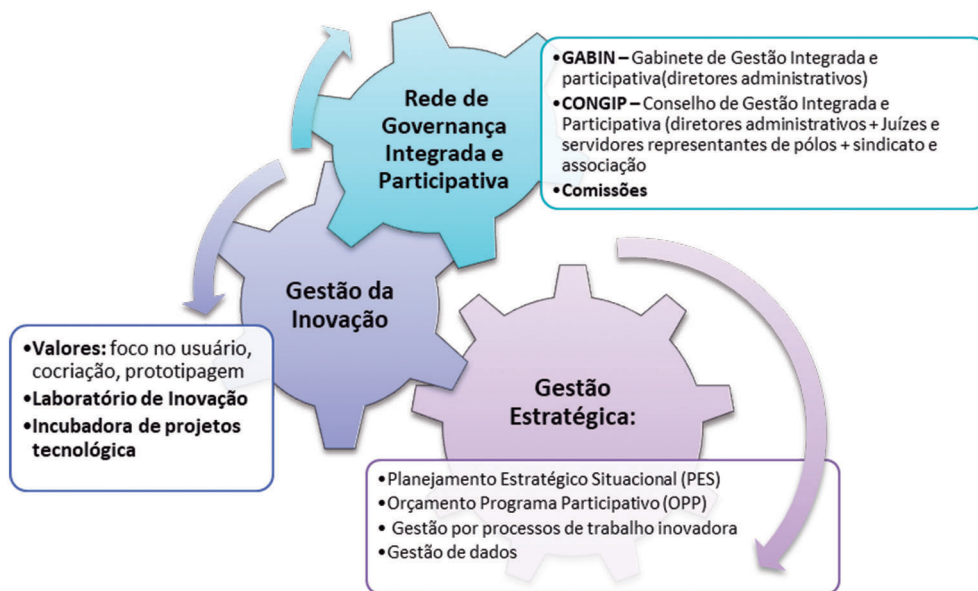 Rede de
Governança
Integrada e
Participativa
•GABIN – Gabinete de Gestão Integrada e
participativa(diretores administrativos)
•CONGIP – Conselho de Gestão Integrada e
Participativa (diretores administrativos + Juízes e
servidores representantes de pólos + sindicato e
associação
•Comissões
Gestão da
Inovação
•Valores: foco no usuário,
cocriação, prototipagem
•Laboratório de Inovação
•Incubadora de projetos
tecnológica
Gestão
Estratégica:
•Planejamento Estratégico Situacional (PES)
•Orçamento Programa Participativo (OPP)
• Gestão por processos de trabalho inovadora
•Gestão de dados